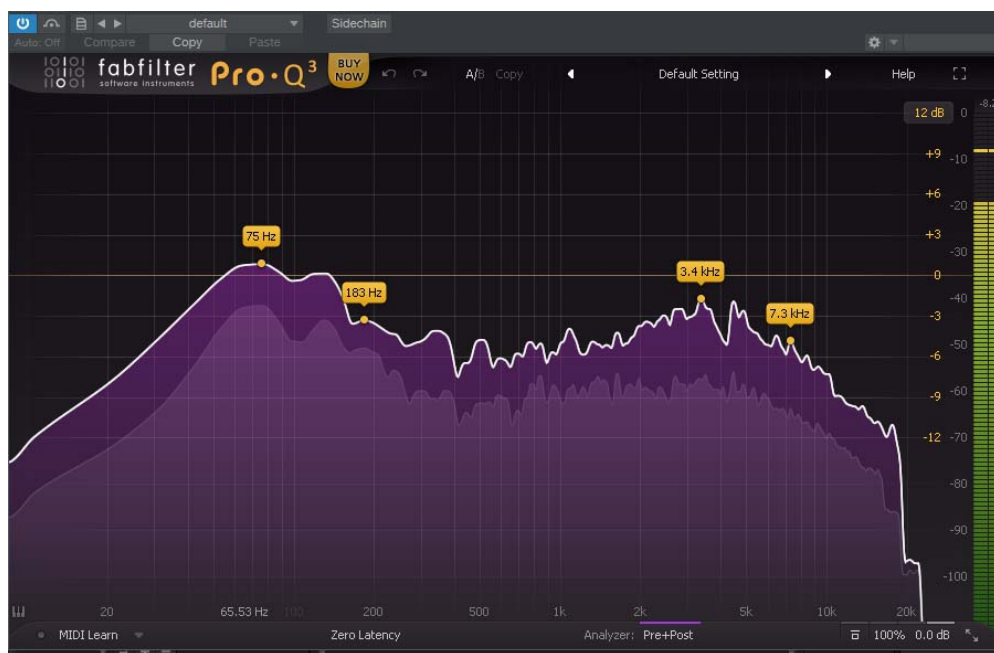 default Sidechain
Auto: Off Compare Copy Paste
fabfilter Pro·Q³ BUY NOW A/B Copy Default Setting Help
software instruments
12 dB 0 -8.2
+9 -10
+6 -20
+3 -30
75 Hz
0
3.4 kHz
183 Hz -40
7.3 kHz -3
-50
-6
-60
-9
-12 -70
-80
-90
-100
20 65.53 Hz 100 200 500 1k 2k 5k 10k 20k
MIDI Learn Zero Latency Analyzer: Pre+Post 100% 0.0 dB